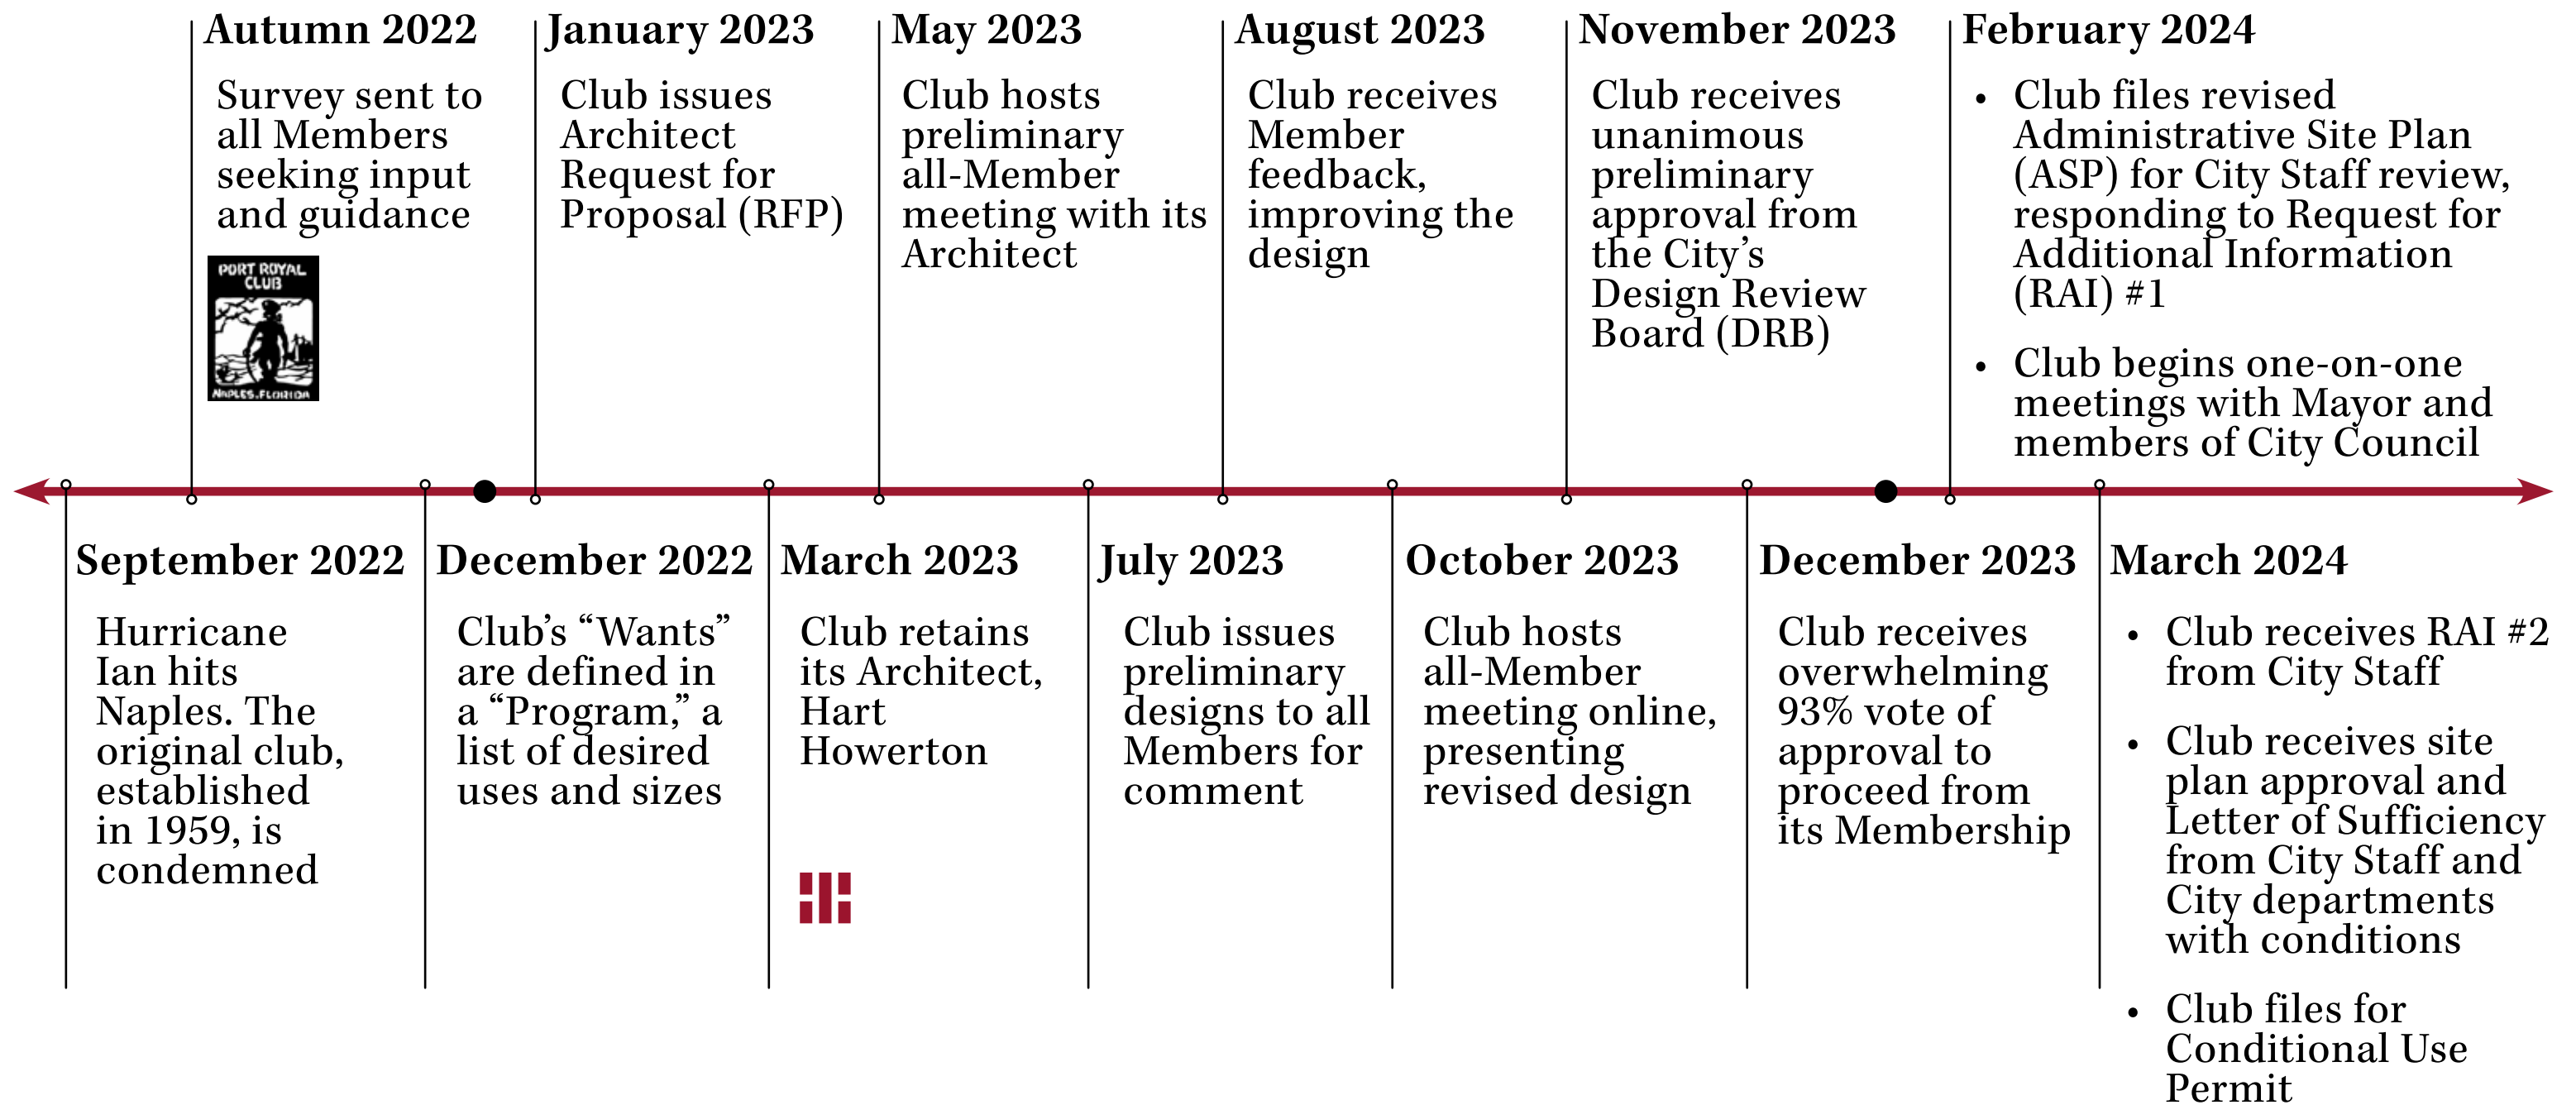 Autumn 2022
Survey sent to
all Members
seeking input
and guidance
PORT ROYAL
CLUB
NAPLES, FLORIDA
January 2023
Club issues
Architect
Request for
Proposal (RFP)
May 2023
Club hosts
preliminary
all-Member
meeting with its
Architect
August 2023
Club receives
Member
feedback,
improving the
design
November 2023
Club receives
unanimous
preliminary
approval from
the City’s
Design Review
Board (DRB)
February 2024
• Club files revised
Administrative Site Plan
(ASP) for City Staff review,
responding to Request for
Additional Information
(RAI) #1
• Club begins one-on-one
meetings with Mayor and
members of City Council
September 2022
Hurricane
Ian hits
Naples. The
original club,
established
in 1959, is
condemned
December 2022
Club’s “Wants”
are defined in
a “Program,” a
list of desired
uses and sizes
March 2023
Club retains
its Architect,
Hart
Howerton
July 2023
Club issues
preliminary
designs to all
Members for
comment
October 2023
Club hosts
all-Member
meeting online,
presenting
revised design
December 2023
Club receives
overwhelming
93% vote of
approval to
proceed from
its Membership
March 2024
• Club receives RAI #2
from City Staff
• Club receives site
plan approval and
Letter of Sufficiency
from City Staff and
City departments
with conditions
• Club files for
Conditional Use
Permit